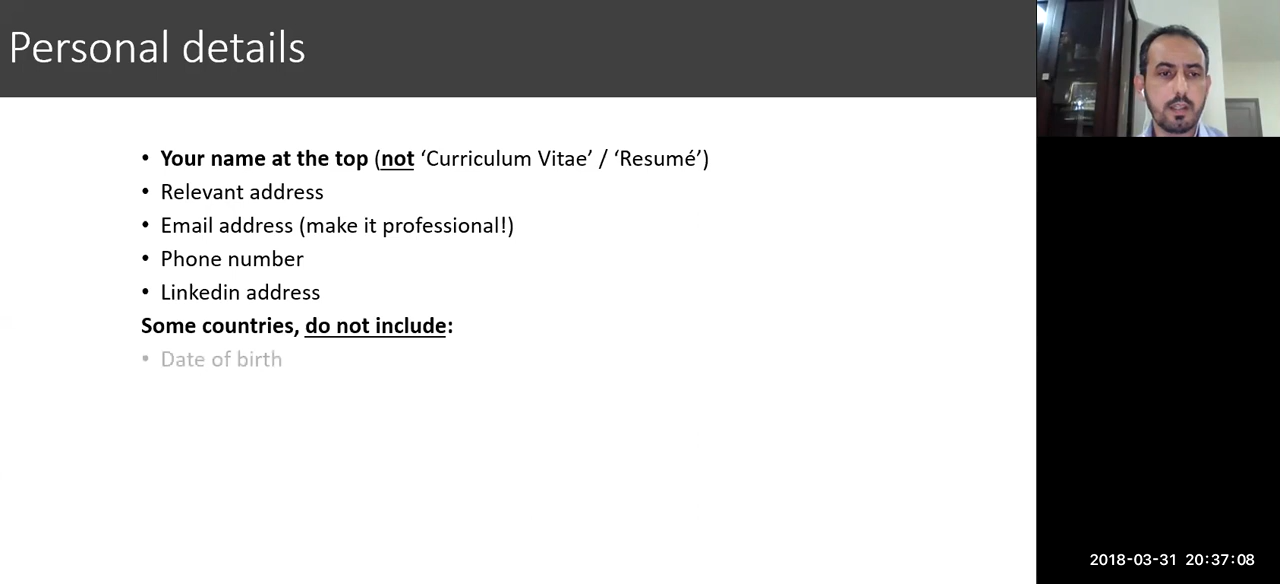 Personal details
• Your name at the top (not ‘Curriculum Vitae’ / ‘Resumé’)
• Relevant address
• Email address (make it professional!)
• Phone number
• Linkedin address
Some countries, do not include:
• Date of birth
2018-03-31 20:37:08